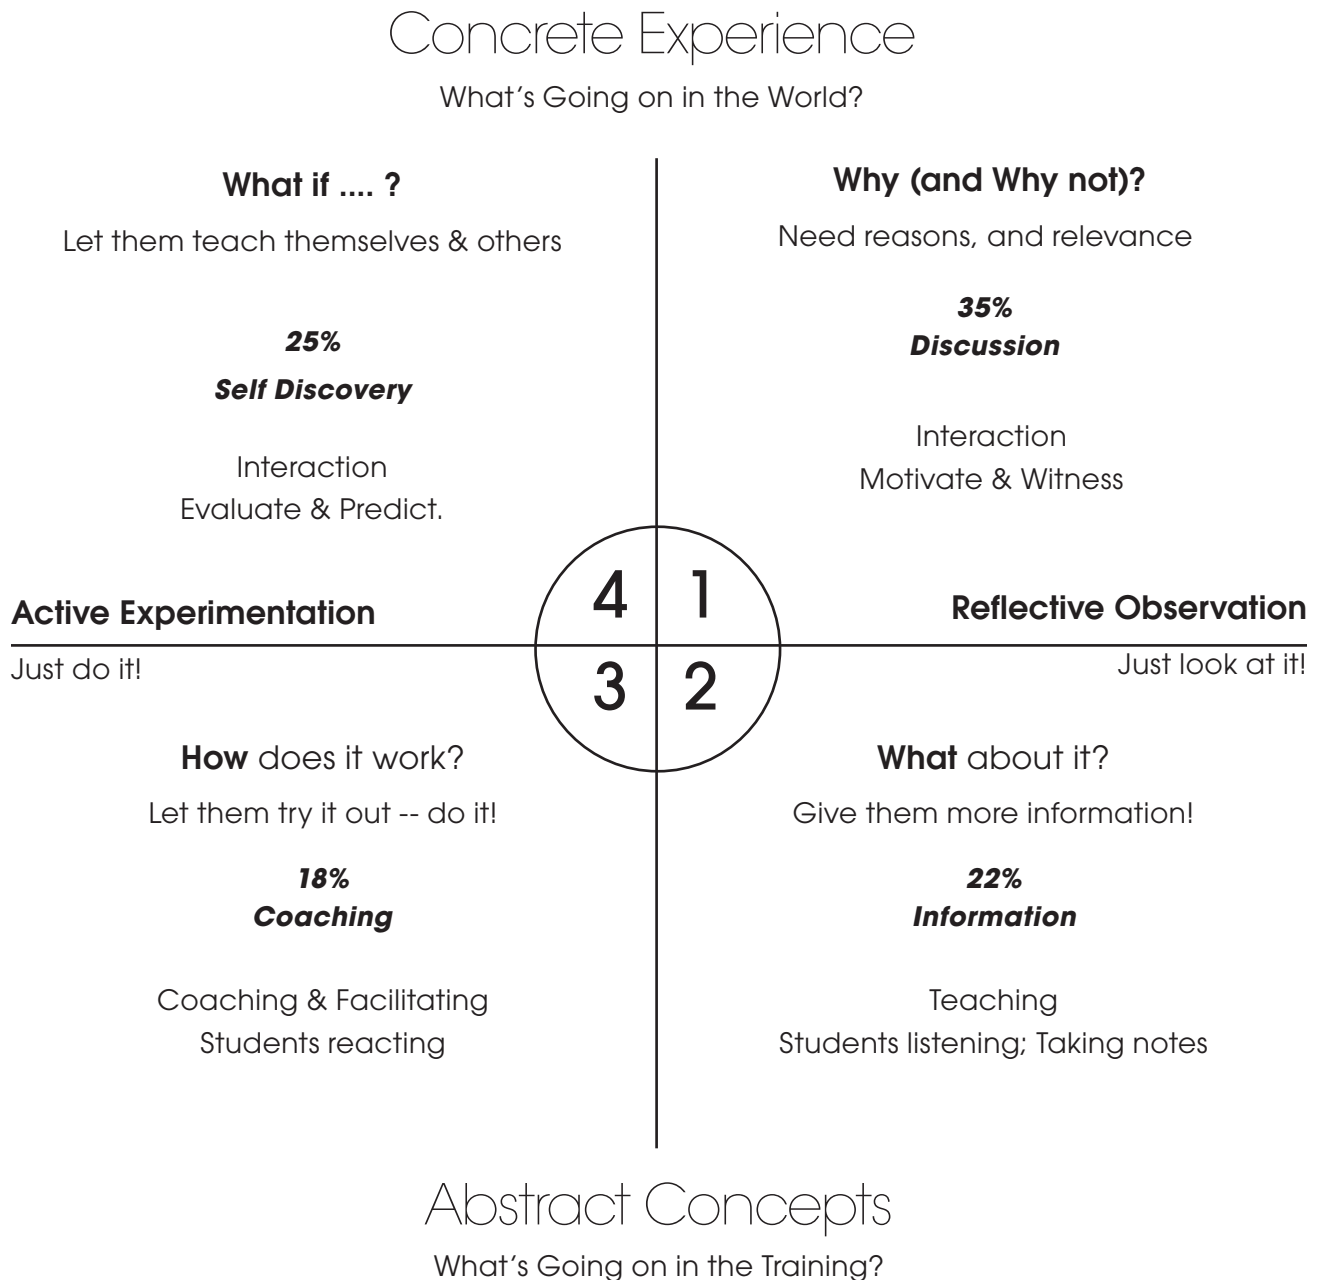 Concrete Experience
What's Going on in the World?
What if .... ?
Let them teach themselves & others
25%
Self Discovery
Interaction
Evaluate & Predict.
Why (and Why not)?
Need reasons, and relevance
35%
Discussion
Interaction
Motivate & Witness
4 1
Active Experimentation
Reflective Observation
Just do it!
Just look at it!
3 2
How does it work?
Let them try it out -- do it!
18%
Coaching
Coaching & Facilitating
Students reacting
What about it?
Give them more information!
22%
Information
Teaching
Students listening; Taking notes
Abstract Concepts
What's Going on in the Training?